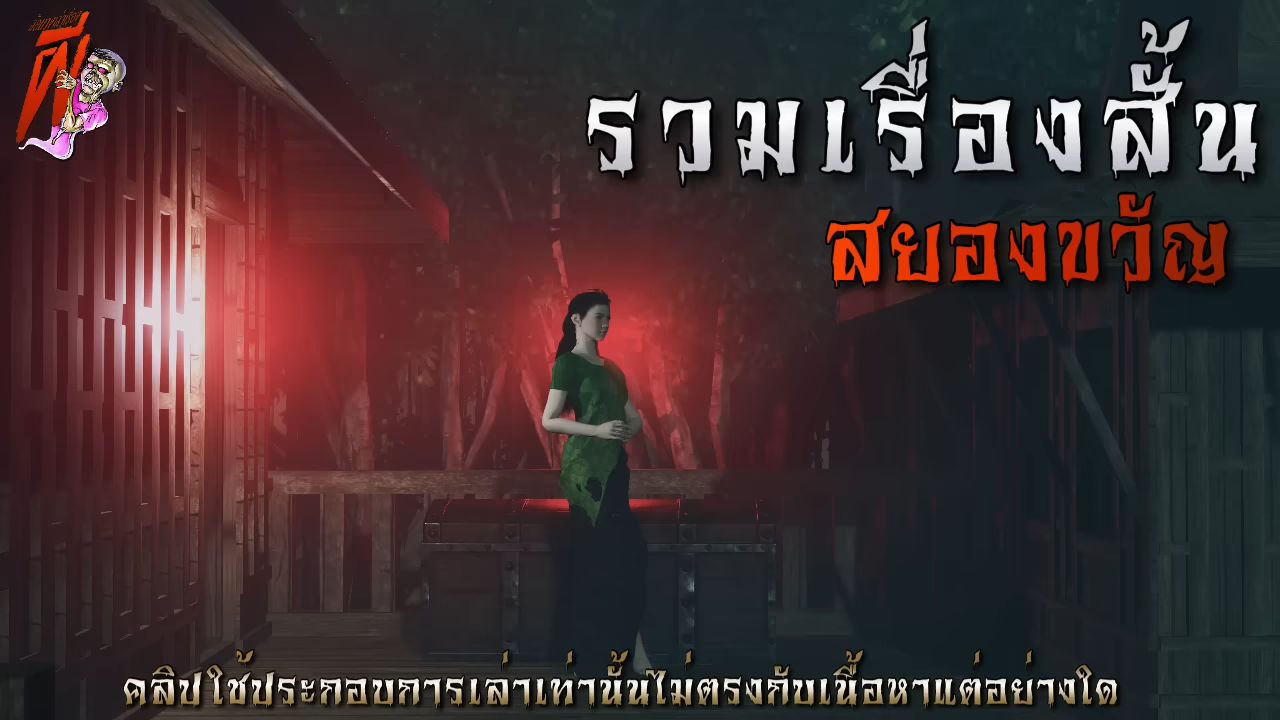 ผี
รวมเรื่องสั้น
สยองขวัญ
คลิปใช้ประกอบการเล่าเท่านั้นไม่ตรงกับเนื้อหาแต่อย่างใด